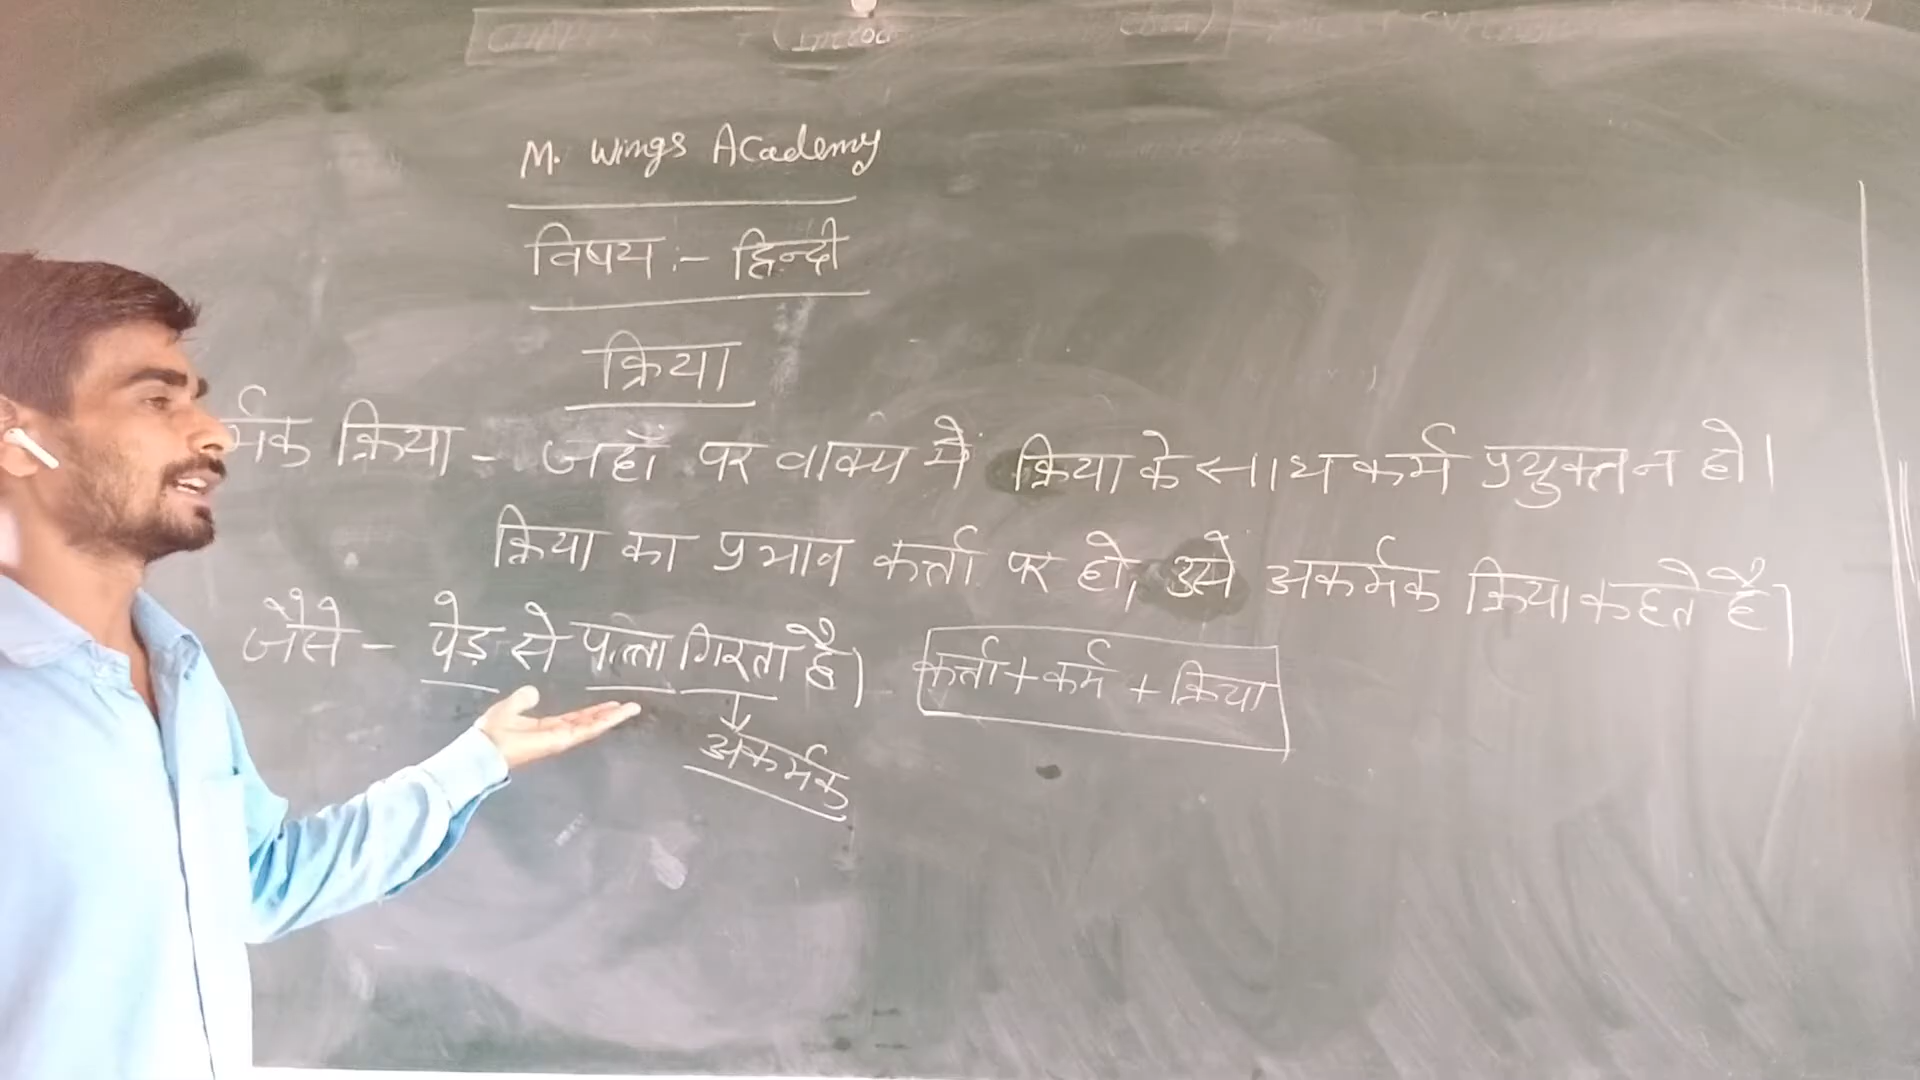 M. Wings Academy
विषय :- हिन्दी
क्रिया
र्मक क्रिया - जहाँ पर वाक्य में क्रिया के साथ कर्म प्रयुक्त न हो।
क्रिया का प्रभाव कर्त्ता पर हो, उसे अकर्मक क्रिया कहते है।
जैसे - पेड़ से पत्ता गिरता है। कर्त्ता + कर्म + क्रिया
अकर्मक